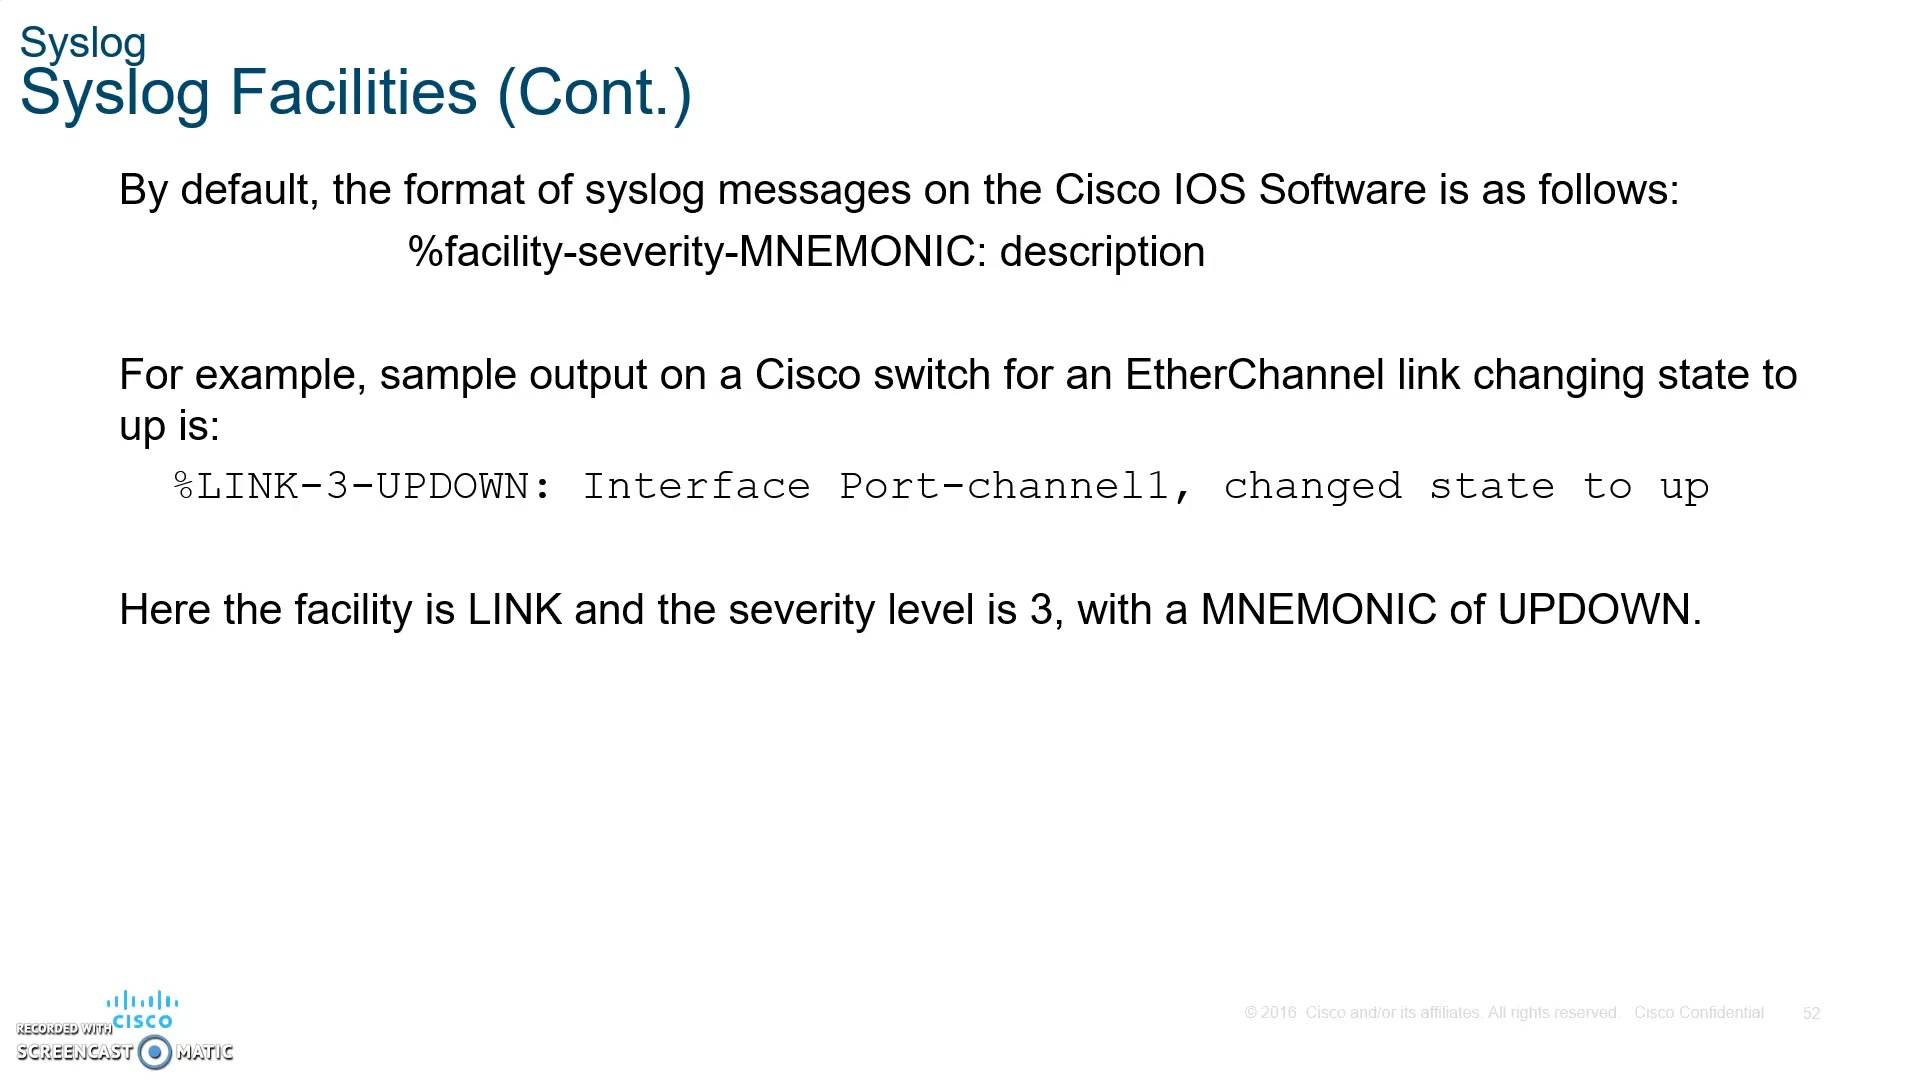 Syslog
Syslog Facilities (Cont.)
By default, the format of syslog messages on the Cisco IOS Software is as follows:
%facility-severity-MNEMONIC: description
For example, sample output on a Cisco switch for an EtherChannel link changing state to
up is:
%LINK-3-UPDOWN: Interface Port-channel1, changed state to up
Here the facility is LINK and the severity level is 3, with a MNEMONIC of UPDOWN.
CISCO
RECORDED WITH
SCREENCAST MATIC
© 2016 Cisco and/or its affiliates. All rights reserved. Cisco Confidential 52